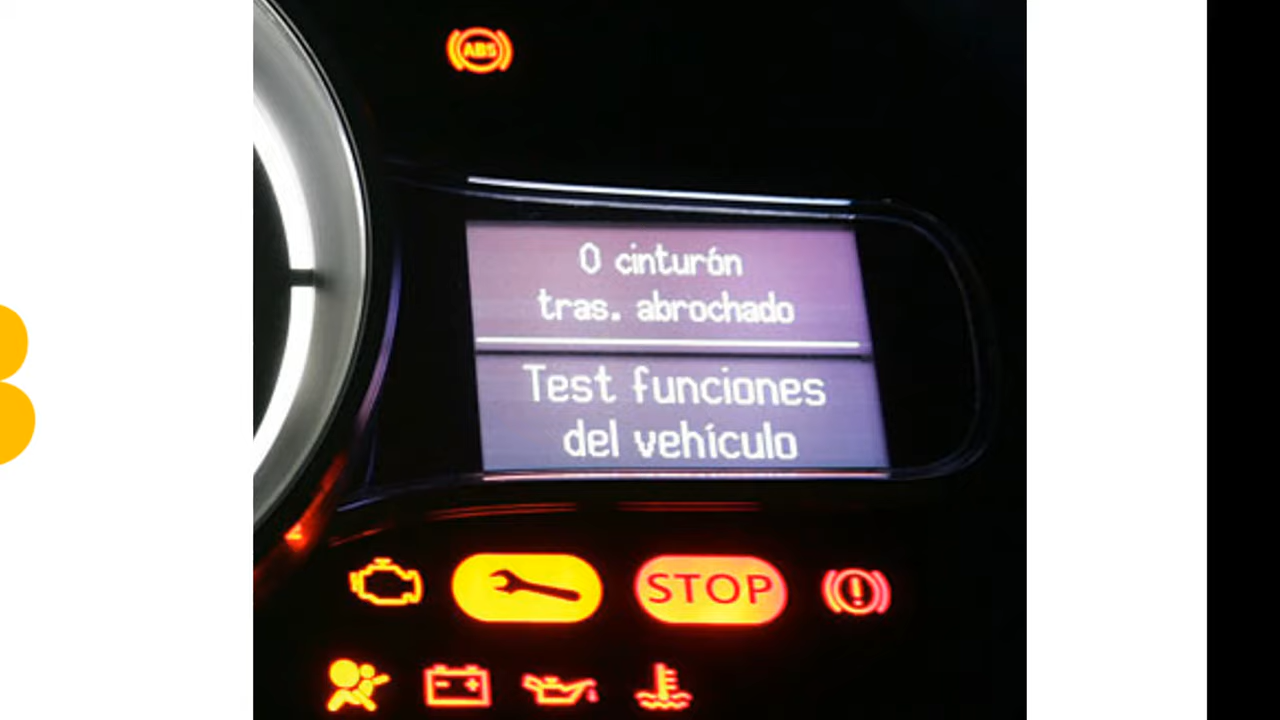 ABS
0 cinturón
tras. abrochado
Test funciones
del vehículo
STOP